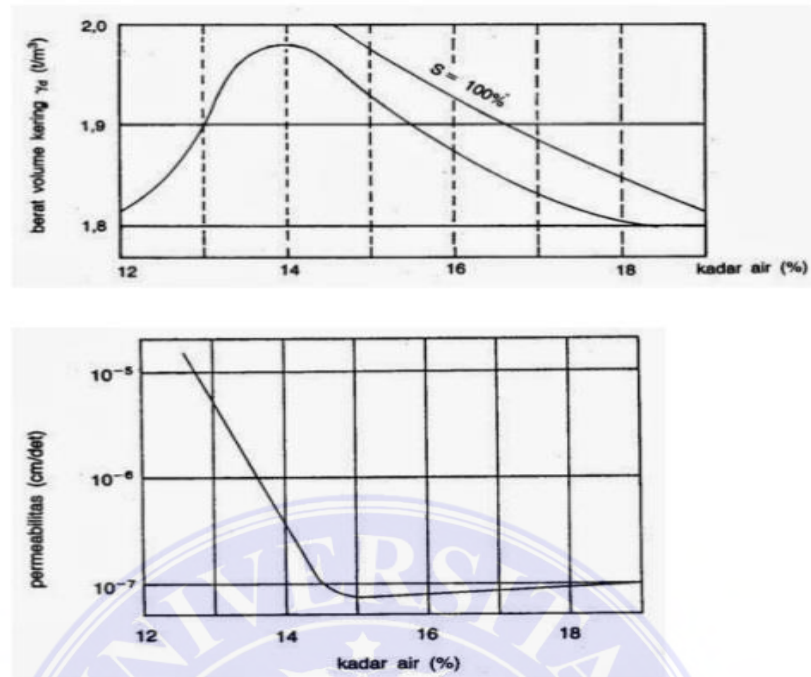 2,0
1,9
1,8
berat volume kering γd (t/m³)
S = 100%
12 14 16 18 kadar air (%)
10⁻⁵
10⁻⁶
10⁻⁷
permeabilitas (cm/det)
12 14 16 18
kadar air (%)
UNIVERSITA